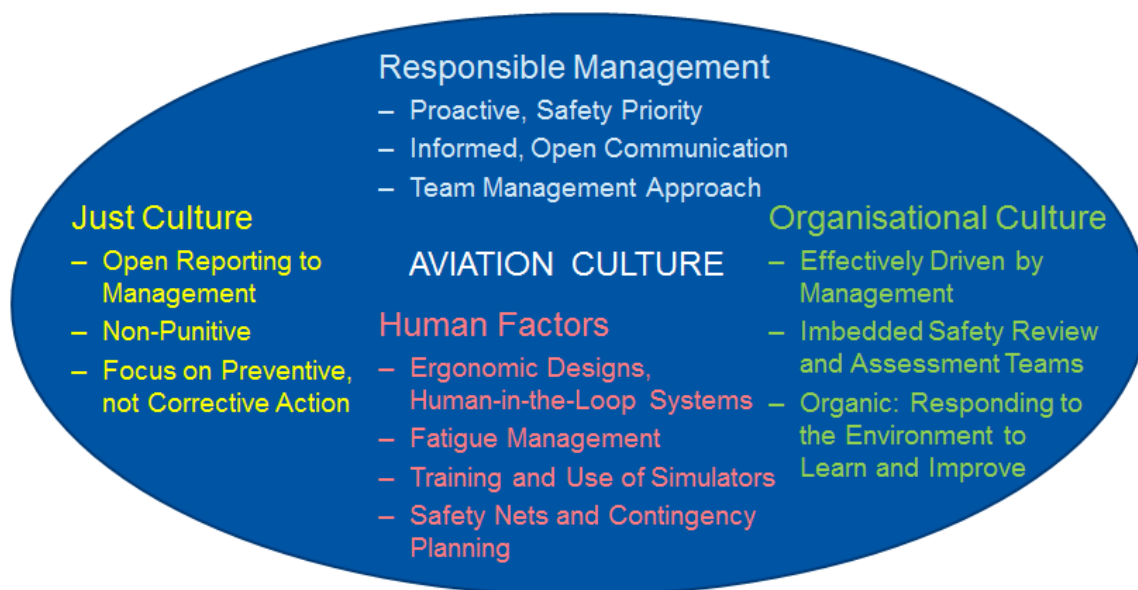 Responsible Management
– Proactive, Safety Priority
– Informed, Open Communication
– Team Management Approach
Just Culture
– Open Reporting to
Management
– Non-Punitive
– Focus on Preventive,
not Corrective Action
AVIATION CULTURE
Human Factors
– Ergonomic Designs,
Human-in-the-Loop Systems
– Fatigue Management
– Training and Use of Simulators
– Safety Nets and Contingency
Planning
Organisational Culture
– Effectively Driven by
Management
– Imbedded Safety Review
and Assessment Teams
– Organic: Responding to
the Environment to
Learn and Improve